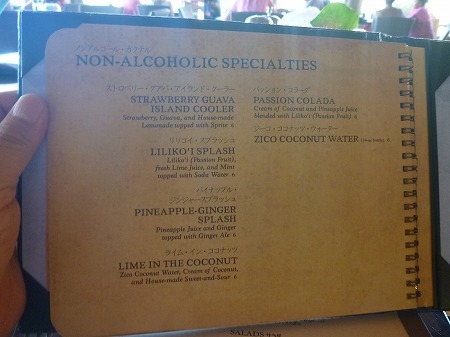 ノンアルコール・カクテル
NON-ALCOHOLIC SPECIALTIES
ストロベリー・グアバ・アイランド・クーラー
STRAWBERRY GUAVA
ISLAND COOLER
Strawberry, Guava, and House-made
Lemonade topped with Sprite 6
リリコイ・スプラッシュ
LILIKO'I SPLASH
Liliko'i (Passion Fruit),
fresh Lime Juice, and Mint
topped with Soda Water 6
パイナップル・
ジンジャースプラッシュ
PINEAPPLE-GINGER
SPLASH
Pineapple Juice and Ginger
topped with Ginger Ale 6
ライム・イン・ココナッツ
LIME IN THE COCONUT
Zico Coconut Water, Cream of Coconut,
and House-made Sweet-and-Sour 6
パッション・コラーダ
PASSION COLADA
Cream of Coconut and Pineapple Juice
blended with Liliko'i (Passion Fruit) 6
ジーコ・ココナッツ・ウォーター
ZICO COCONUT WATER 6
SALADS